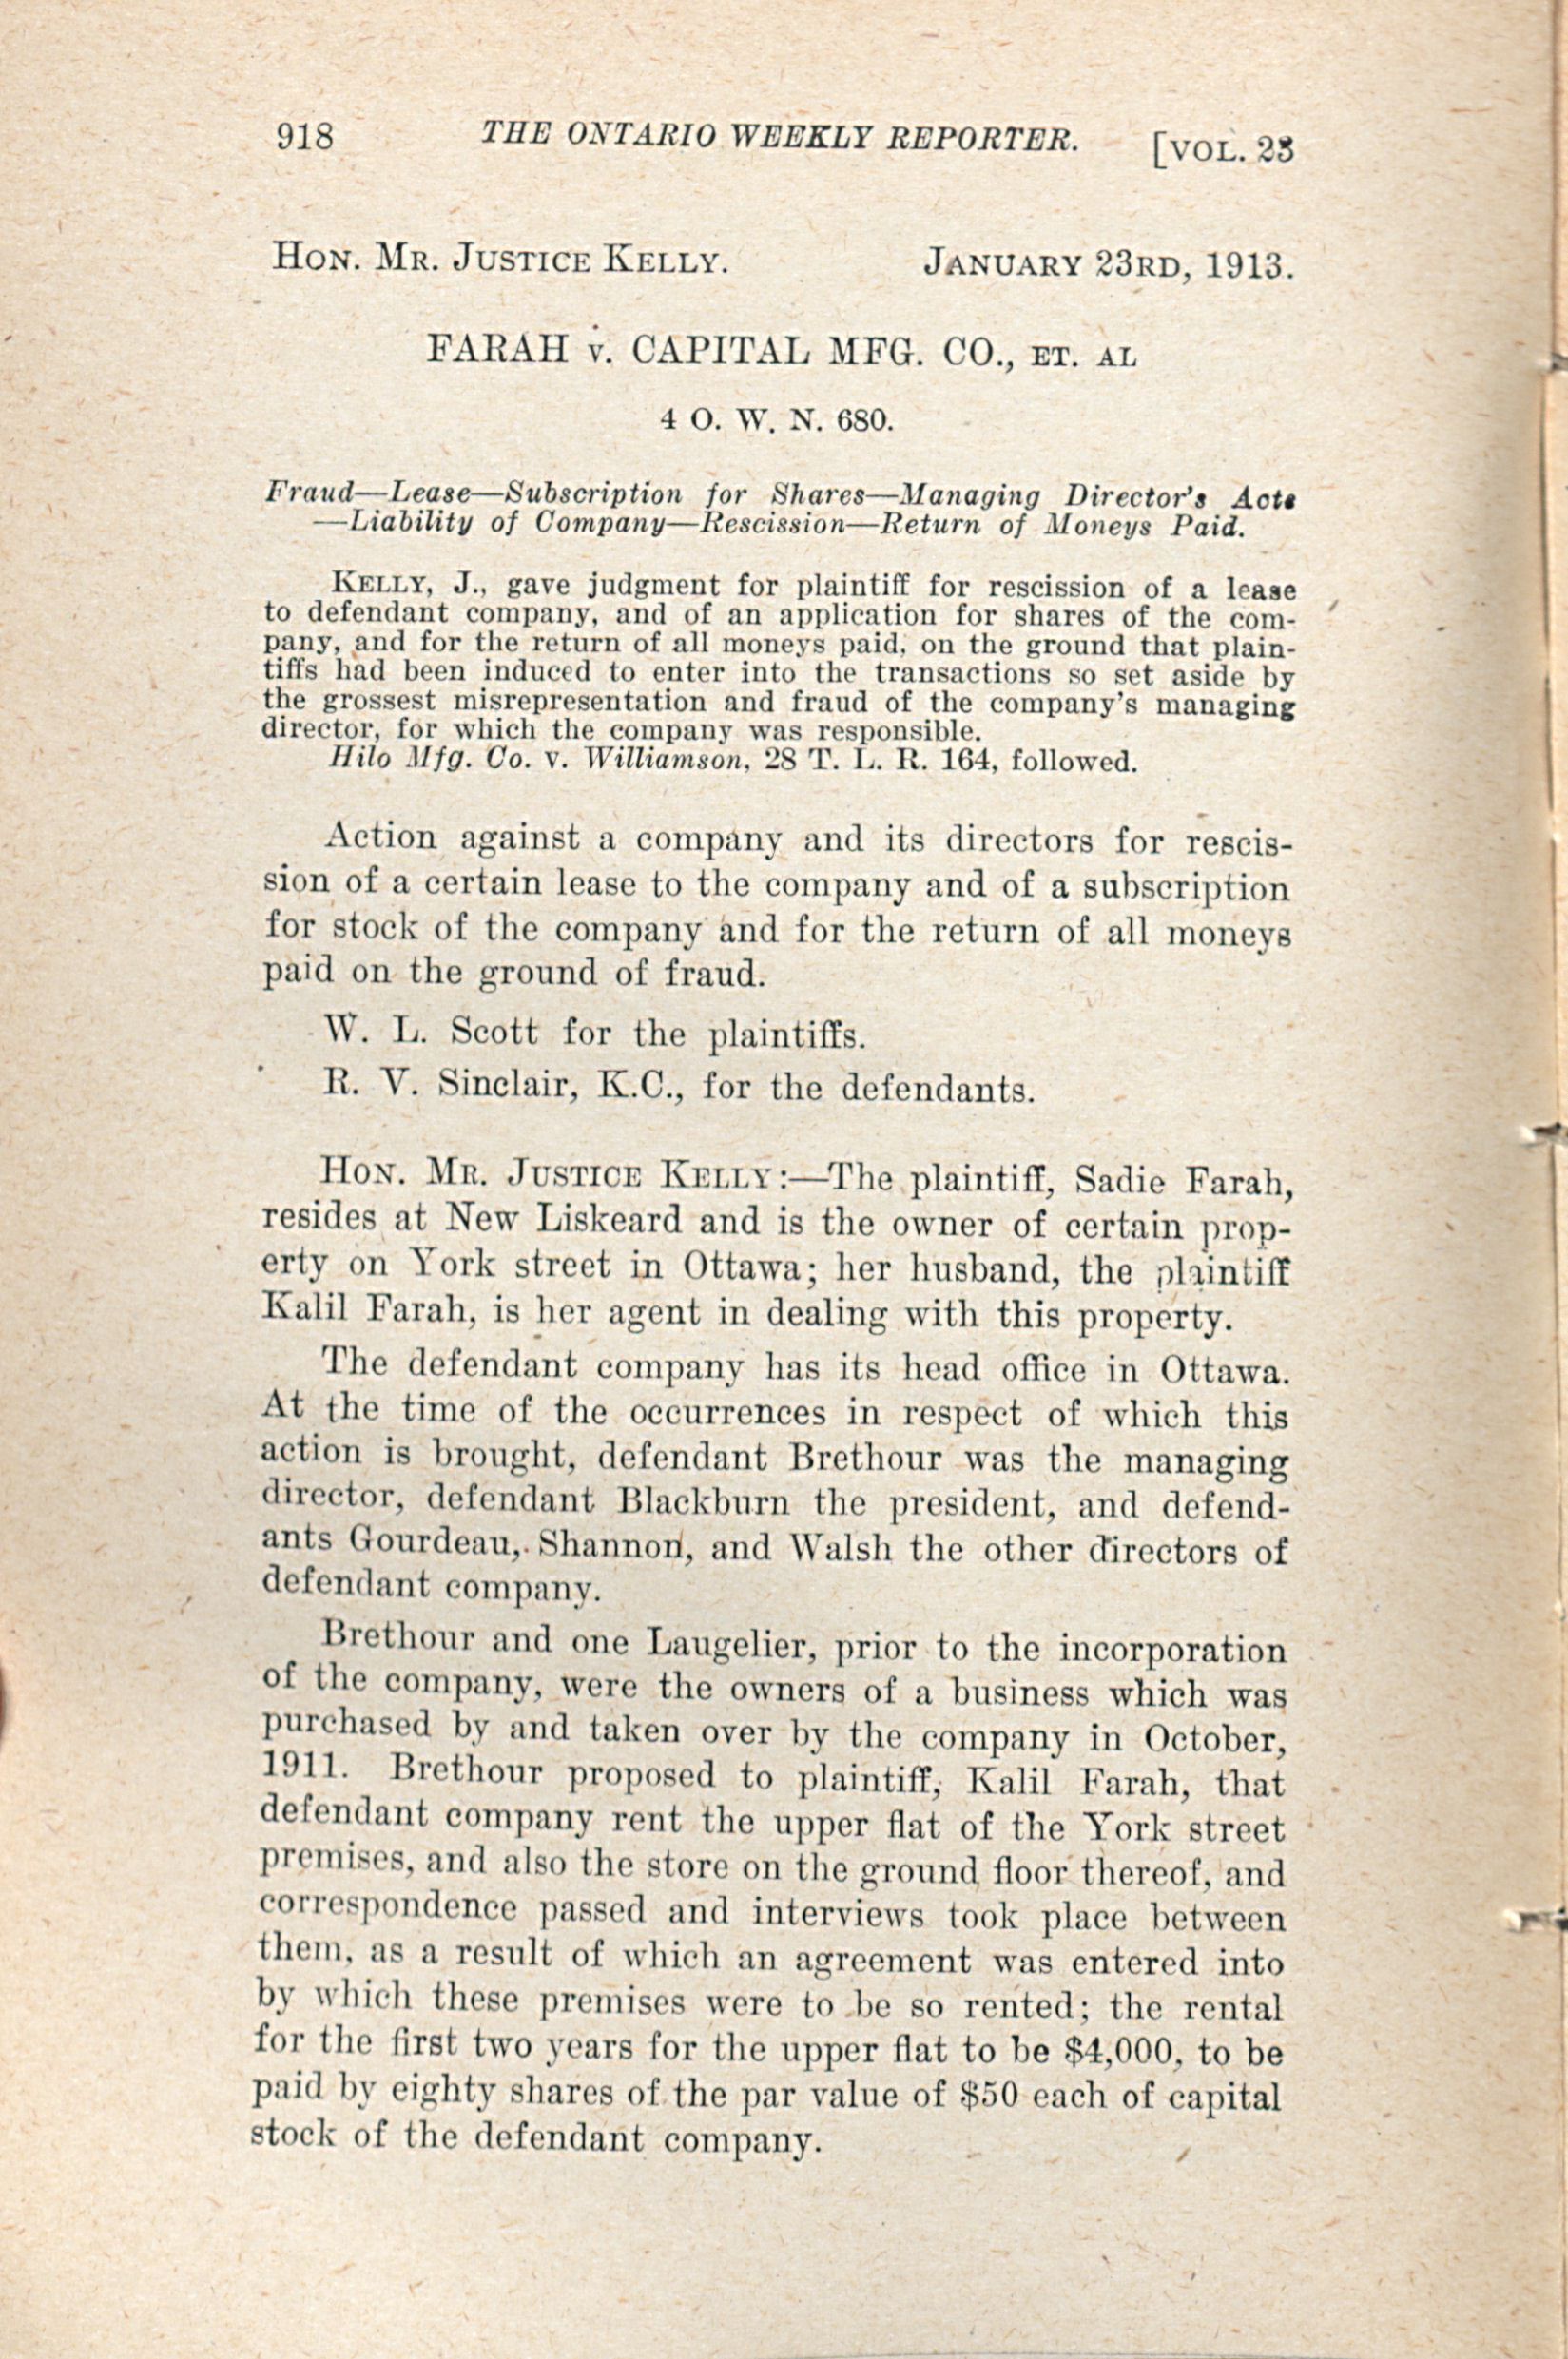 918 THE ONTARIO WEEKLY REPORTER. [VOL. 23
HON. MR. JUSTICE KELLY. JANUARY 23RD, 1913.
FARAH v. CAPITAL MFG. CO., ET. AL
4 O. W. N. 680.
Fraud—Lease—Subscription for Shares—Managing Director's Acts
—Liability of Company—Rescission—Return of Moneys Paid.
KELLY, J., gave judgment for plaintiff for rescission of a lease
to defendant company, and of an application for shares of the com-
pany, and for the return of all moneys paid, on the ground that plain-
tiffs had been induced to enter into the transactions so set aside by
the grossest misrepresentation and fraud of the company's managing
director, for which the company was responsible.
Hilo Mfg. Co. v. Williamson, 28 T. L. R. 164, followed.
Action against a company and its directors for rescis-
sion of a certain lease to the company and of a subscription
for stock of the company and for the return of all moneys
paid on the ground of fraud.
W. L. Scott for the plaintiffs.
R. V. Sinclair, K.C., for the defendants.
HON. MR. JUSTICE KELLY:—The plaintiff, Sadie Farah,
resides at New Liskeard and is the owner of certain prop-
erty on York street in Ottawa; her husband, the plaintiff
Kalil Farah, is her agent in dealing with this property.
The defendant company has its head office in Ottawa.
At the time of the occurrences in respect of which this
action is brought, defendant Brethour was the managing
director, defendant Blackburn the president, and defend-
ants Gourdeau, Shannon, and Walsh the other directors of
defendant company.
Brethour and one Laugelier, prior to the incorporation
of the company, were the owners of a business which was
purchased by and taken over by the company in October,
1911. Brethour proposed to plaintiff, Kalil Farah, that
defendant company rent the upper flat of the York street
premises, and also the store on the ground floor thereof, and
correspondence passed and interviews took place between
them, as a result of which an agreement was entered into
by which these premises were to be so rented; the rental
for the first two years for the upper flat to be $4,000, to be
paid by eighty shares of the par value of $50 each of capital
stock of the defendant company.